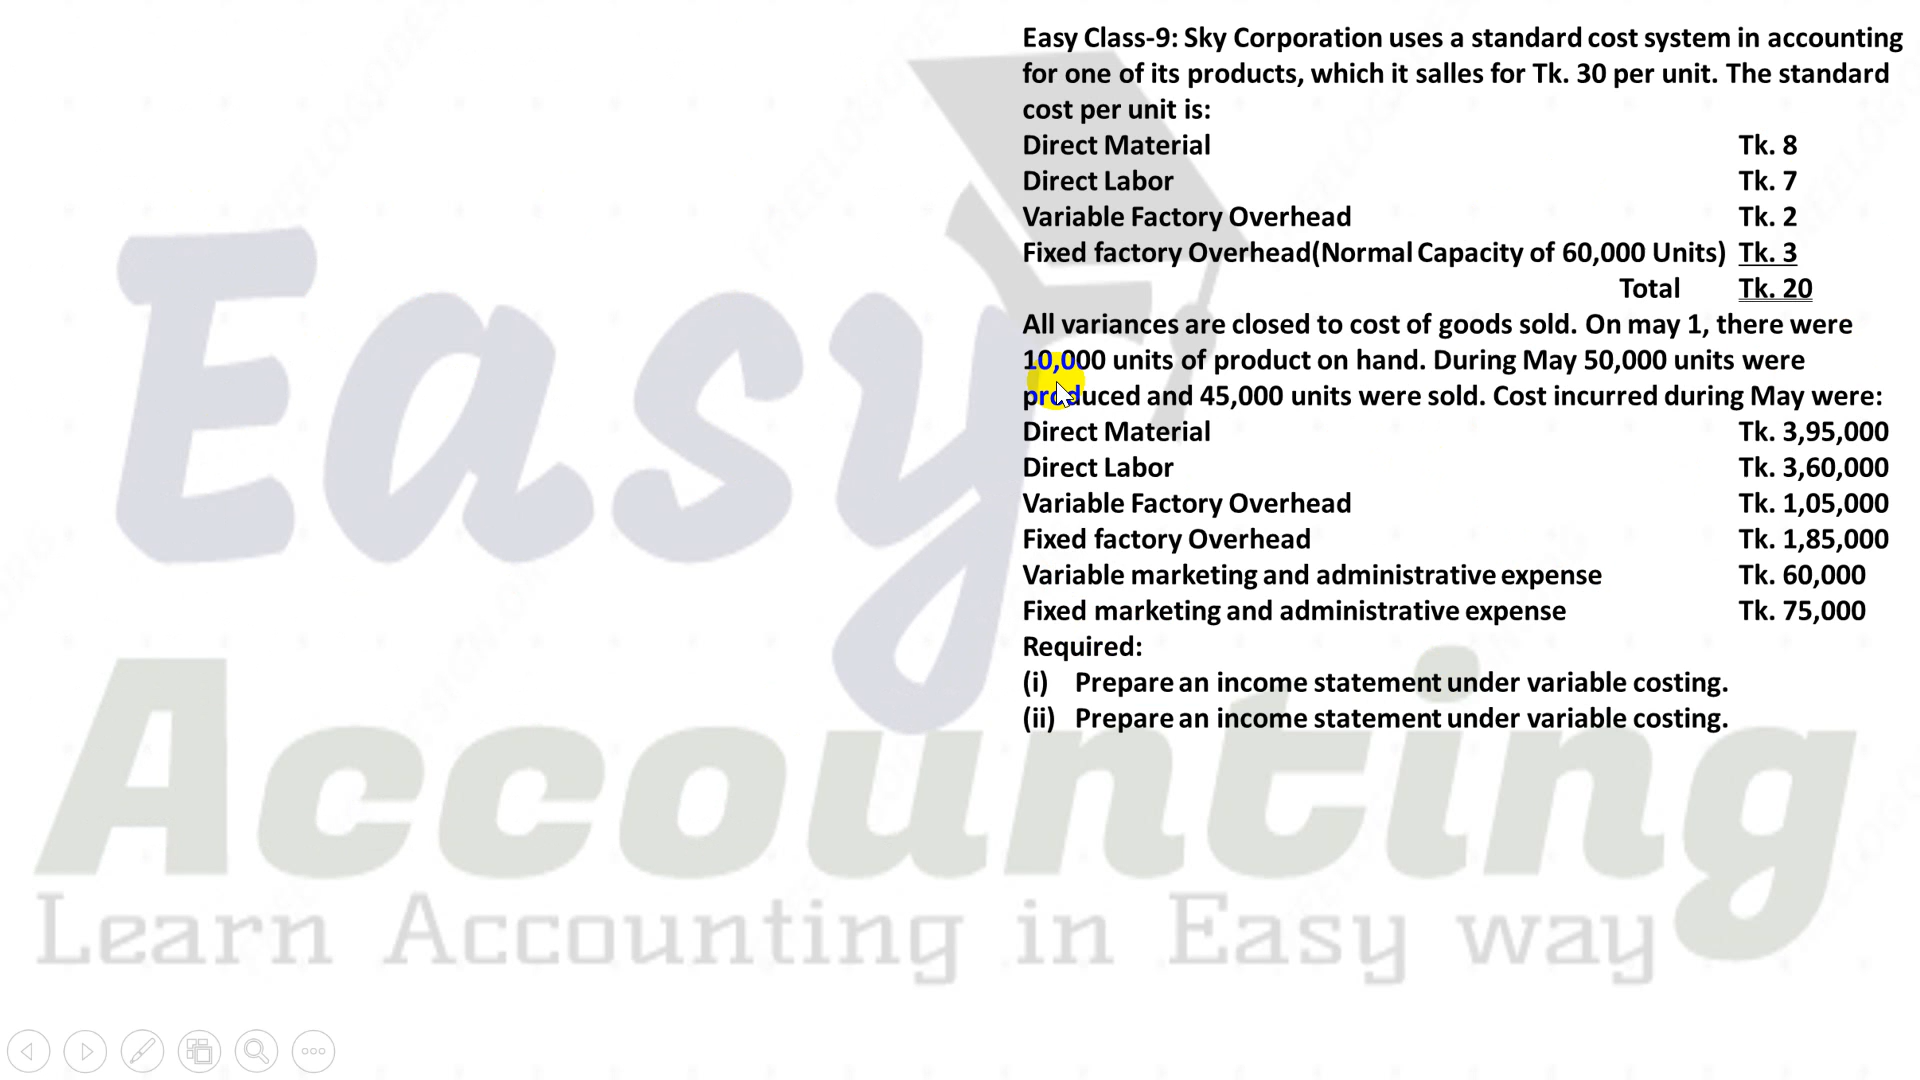 Easy Class-9: Sky Corporation uses a standard cost system in accounting
for one of its products, which it salles for Tk. 30 per unit. The standard
cost per unit is:
Direct Material Tk. 8
Direct Labor Tk. 7
Variable Factory Overhead Tk. 2
Fixed factory Overhead(Normal Capacity of 60,000 Units) Tk. 3
Total Tk. 20
All variances are closed to cost of goods sold. On may 1, there were
10,000 units of product on hand. During May 50,000 units were
produced and 45,000 units were sold. Cost incurred during May were:
Direct Material Tk. 3,95,000
Direct Labor Tk. 3,60,000
Variable Factory Overhead Tk. 1,05,000
Fixed factory Overhead Tk. 1,85,000
Variable marketing and administrative expense Tk. 60,000
Fixed marketing and administrative expense Tk. 75,000
Required:
(i) Prepare an income statement under variable costing.
(ii) Prepare an income statement under variable costing.
Easy
Accounting
Learn Accounting in Easy way